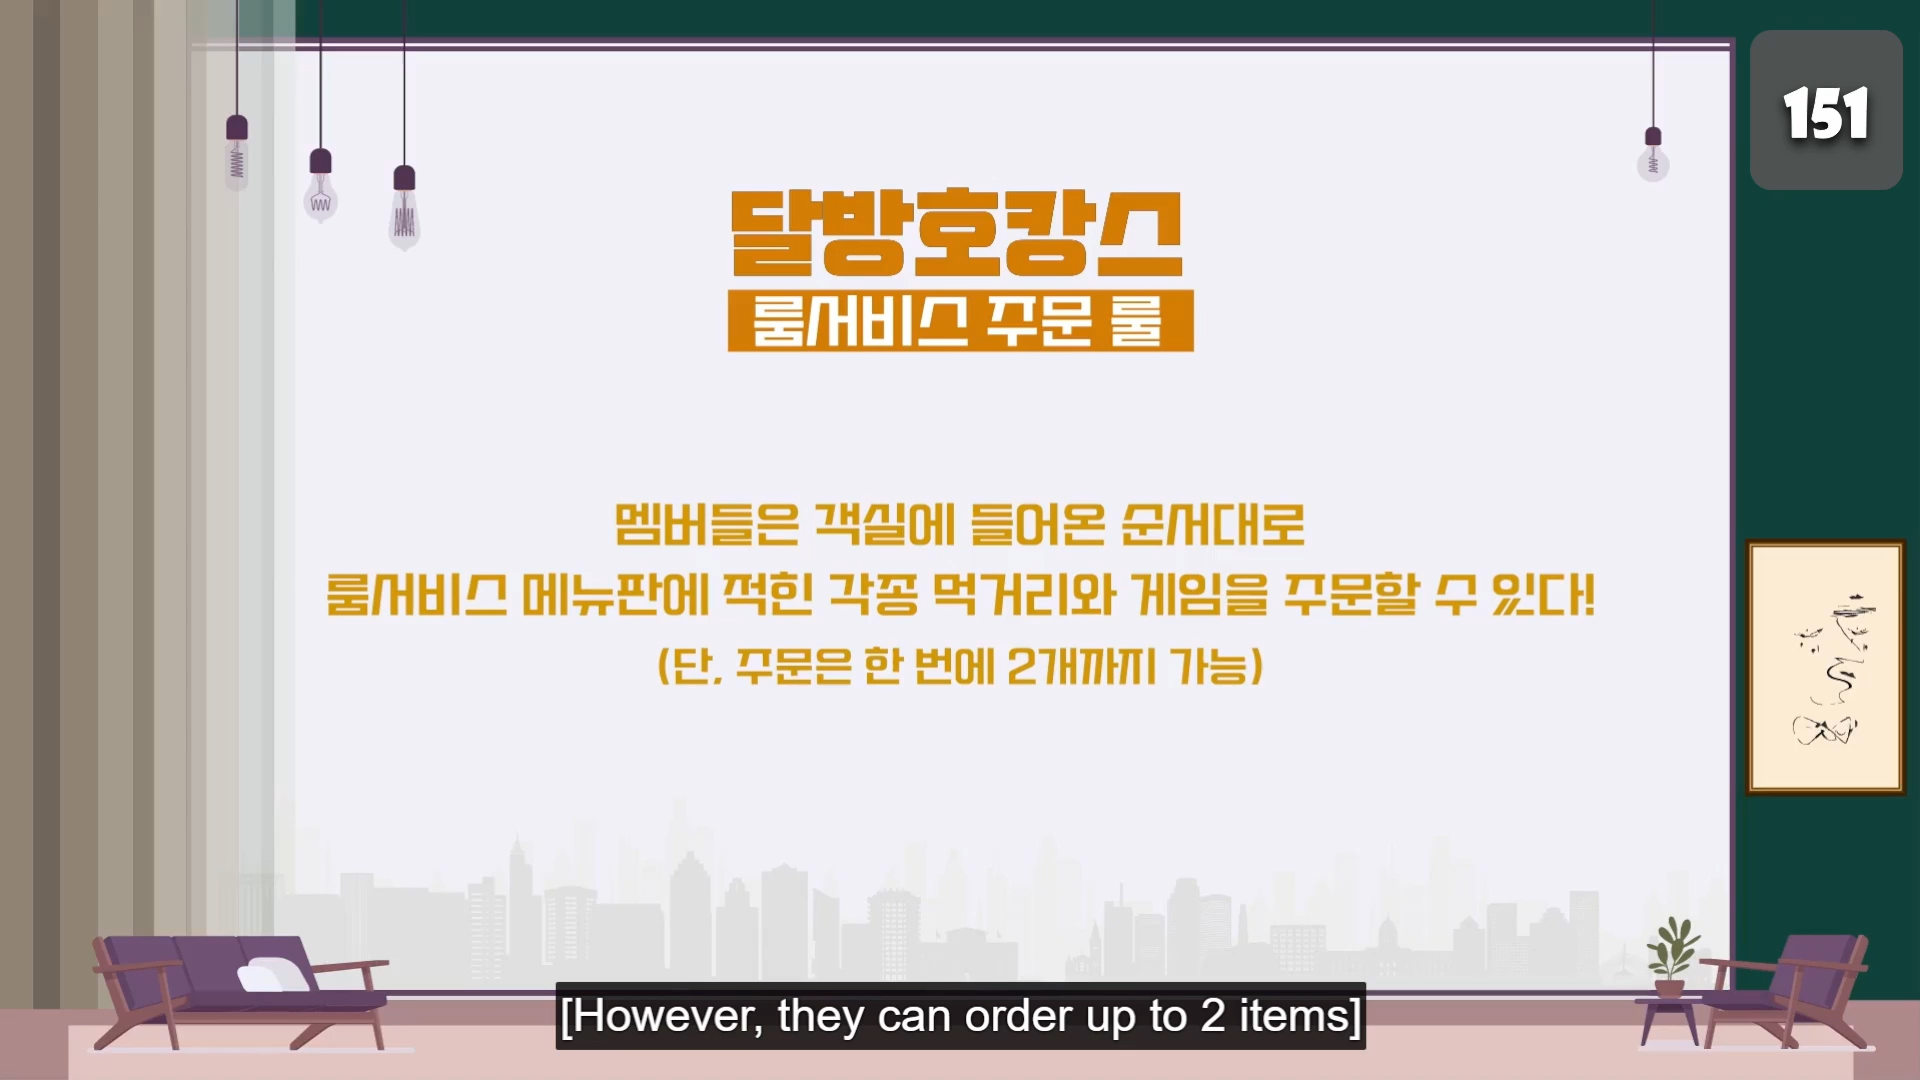 151
달방호캉스
룸서비스 주문 룰
멤버들은 객실에 들어온 순서대로
룸서비스 메뉴판에 적힌 각종 먹거리와 게임을 주문할 수 있다!
(단, 주문은 한 번에 2개까지 가능)
[However, they can order up to 2 items]